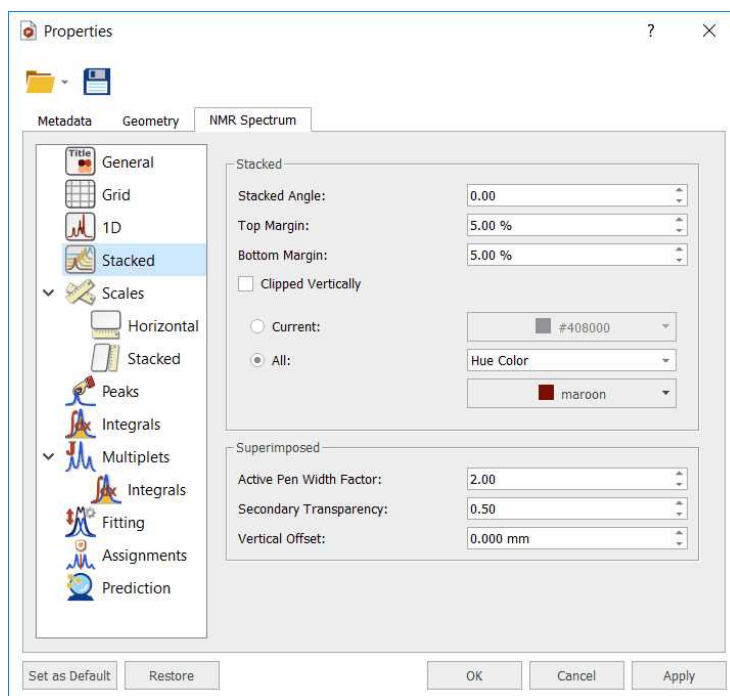 Properties
?
Metadata
Geometry
NMR Spectrum
Title
General
Grid
1D
Stacked
Scales
Horizontal
Stacked
Peaks
∫dx Integrals
J Multiplets
∫dx Integrals
Fitting
Assignments
Prediction
Stacked
Stacked Angle: 0.00
Top Margin: 5.00 %
Bottom Margin: 5.00 %
Clipped Vertically
Current: #408000
All: Hue Color
maroon
Superimposed
Active Pen Width Factor: 2.00
Secondary Transparency: 0.50
Vertical Offset: 0.000 mm
Set as Default
Restore
OK
Cancel
Apply